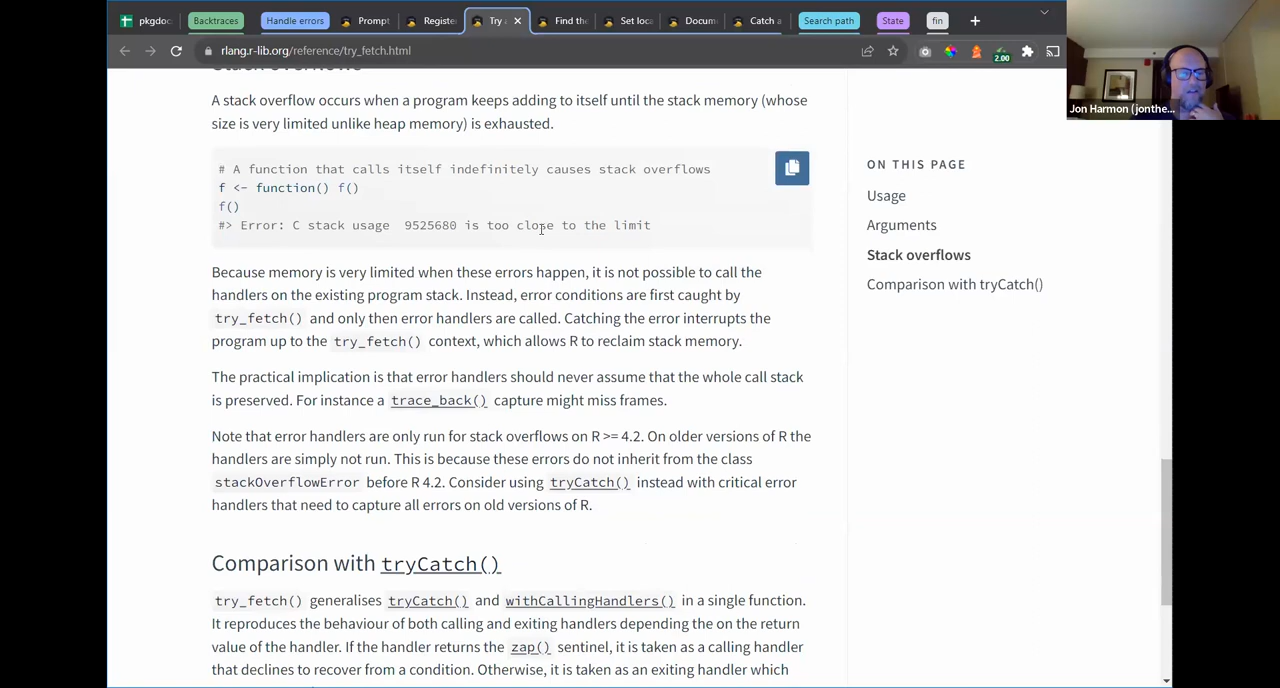 pkgdo
Backtraces
Handle errors
Prompt
Registe
Try
Find the
Set loca
Docum
Catch a
Search path
State
fin
rlang.r-lib.org/reference/try_fetch.html
2.00
Jon Harmon (jonthe...
Stack overflows
A stack overflow occurs when a program keeps adding to itself until the stack memory (whose
size is very limited unlike heap memory) is exhausted.
# A function that calls itself indefinitely causes stack overflows
f <- function() f()
f()
#> Error: C stack usage  9525680 is too close to the limit
Because memory is very limited when these errors happen, it is not possible to call the
handlers on the existing program stack. Instead, error conditions are first caught by
try_fetch() and only then error handlers are called. Catching the error interrupts the
program up to the try_fetch() context, which allows R to reclaim stack memory.
The practical implication is that error handlers should never assume that the whole call stack
is preserved. For instance a trace_back() capture might miss frames.
Note that error handlers are only run for stack overflows on R >= 4.2. On older versions of R the
handlers are simply not run. This is because these errors do not inherit from the class
stackOverflowError before R 4.2. Consider using tryCatch() instead with critical error
handlers that need to capture all errors on old versions of R.
Comparison with tryCatch()
try_fetch() generalises tryCatch() and withCallingHandlers() in a single function.
It reproduces the behaviour of both calling and exiting handlers depending the on the return
value of the handler. If the handler returns the zap() sentinel, it is taken as a calling handler
that declines to recover from a condition. Otherwise, it is taken as an exiting handler which
ON THIS PAGE
Usage
Arguments
Stack overflows
Comparison with tryCatch()